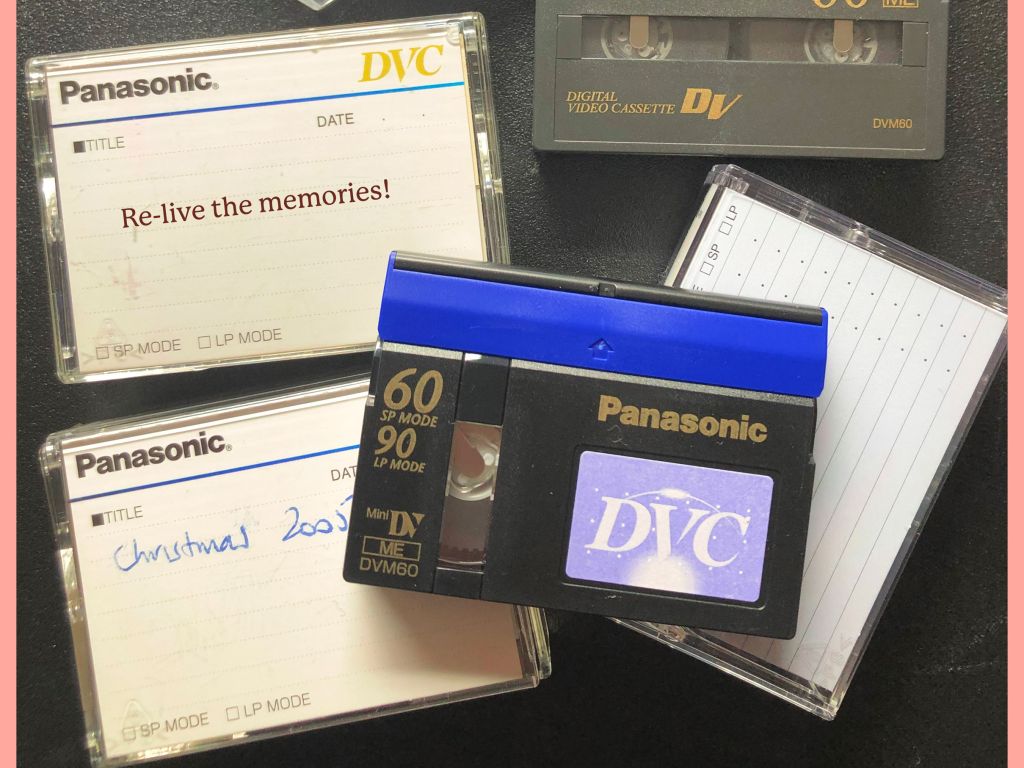 Panasonic®
DVC
DATE
TITLE
Re-live the memories!
SP MODE LP MODE
60 ME
DIGITAL
VIDEO CASSETTE DV
DVM60
SP LP
Panasonic®
TITLE
Christmas 2005
SP MODE LP MODE
60
SP MODE
90
LP MODE
Mini DV
ME
DVM60
Panasonic
DVC